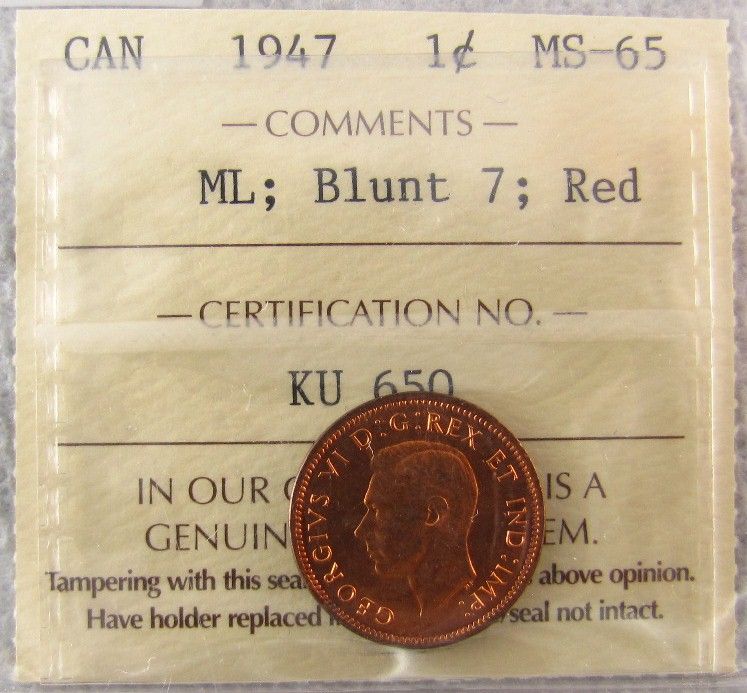 CAN 1947 1¢ MS-65
— COMMENTS —
ML; Blunt 7; Red
— CERTIFICATION NO. —
KU 650
IN OUR IS A
GENUIN EM.
Tampering with this sea above opinion.
Have holder replaced seal not intact.
GEORGIVS VI D:G:REX ET IND:IMP: